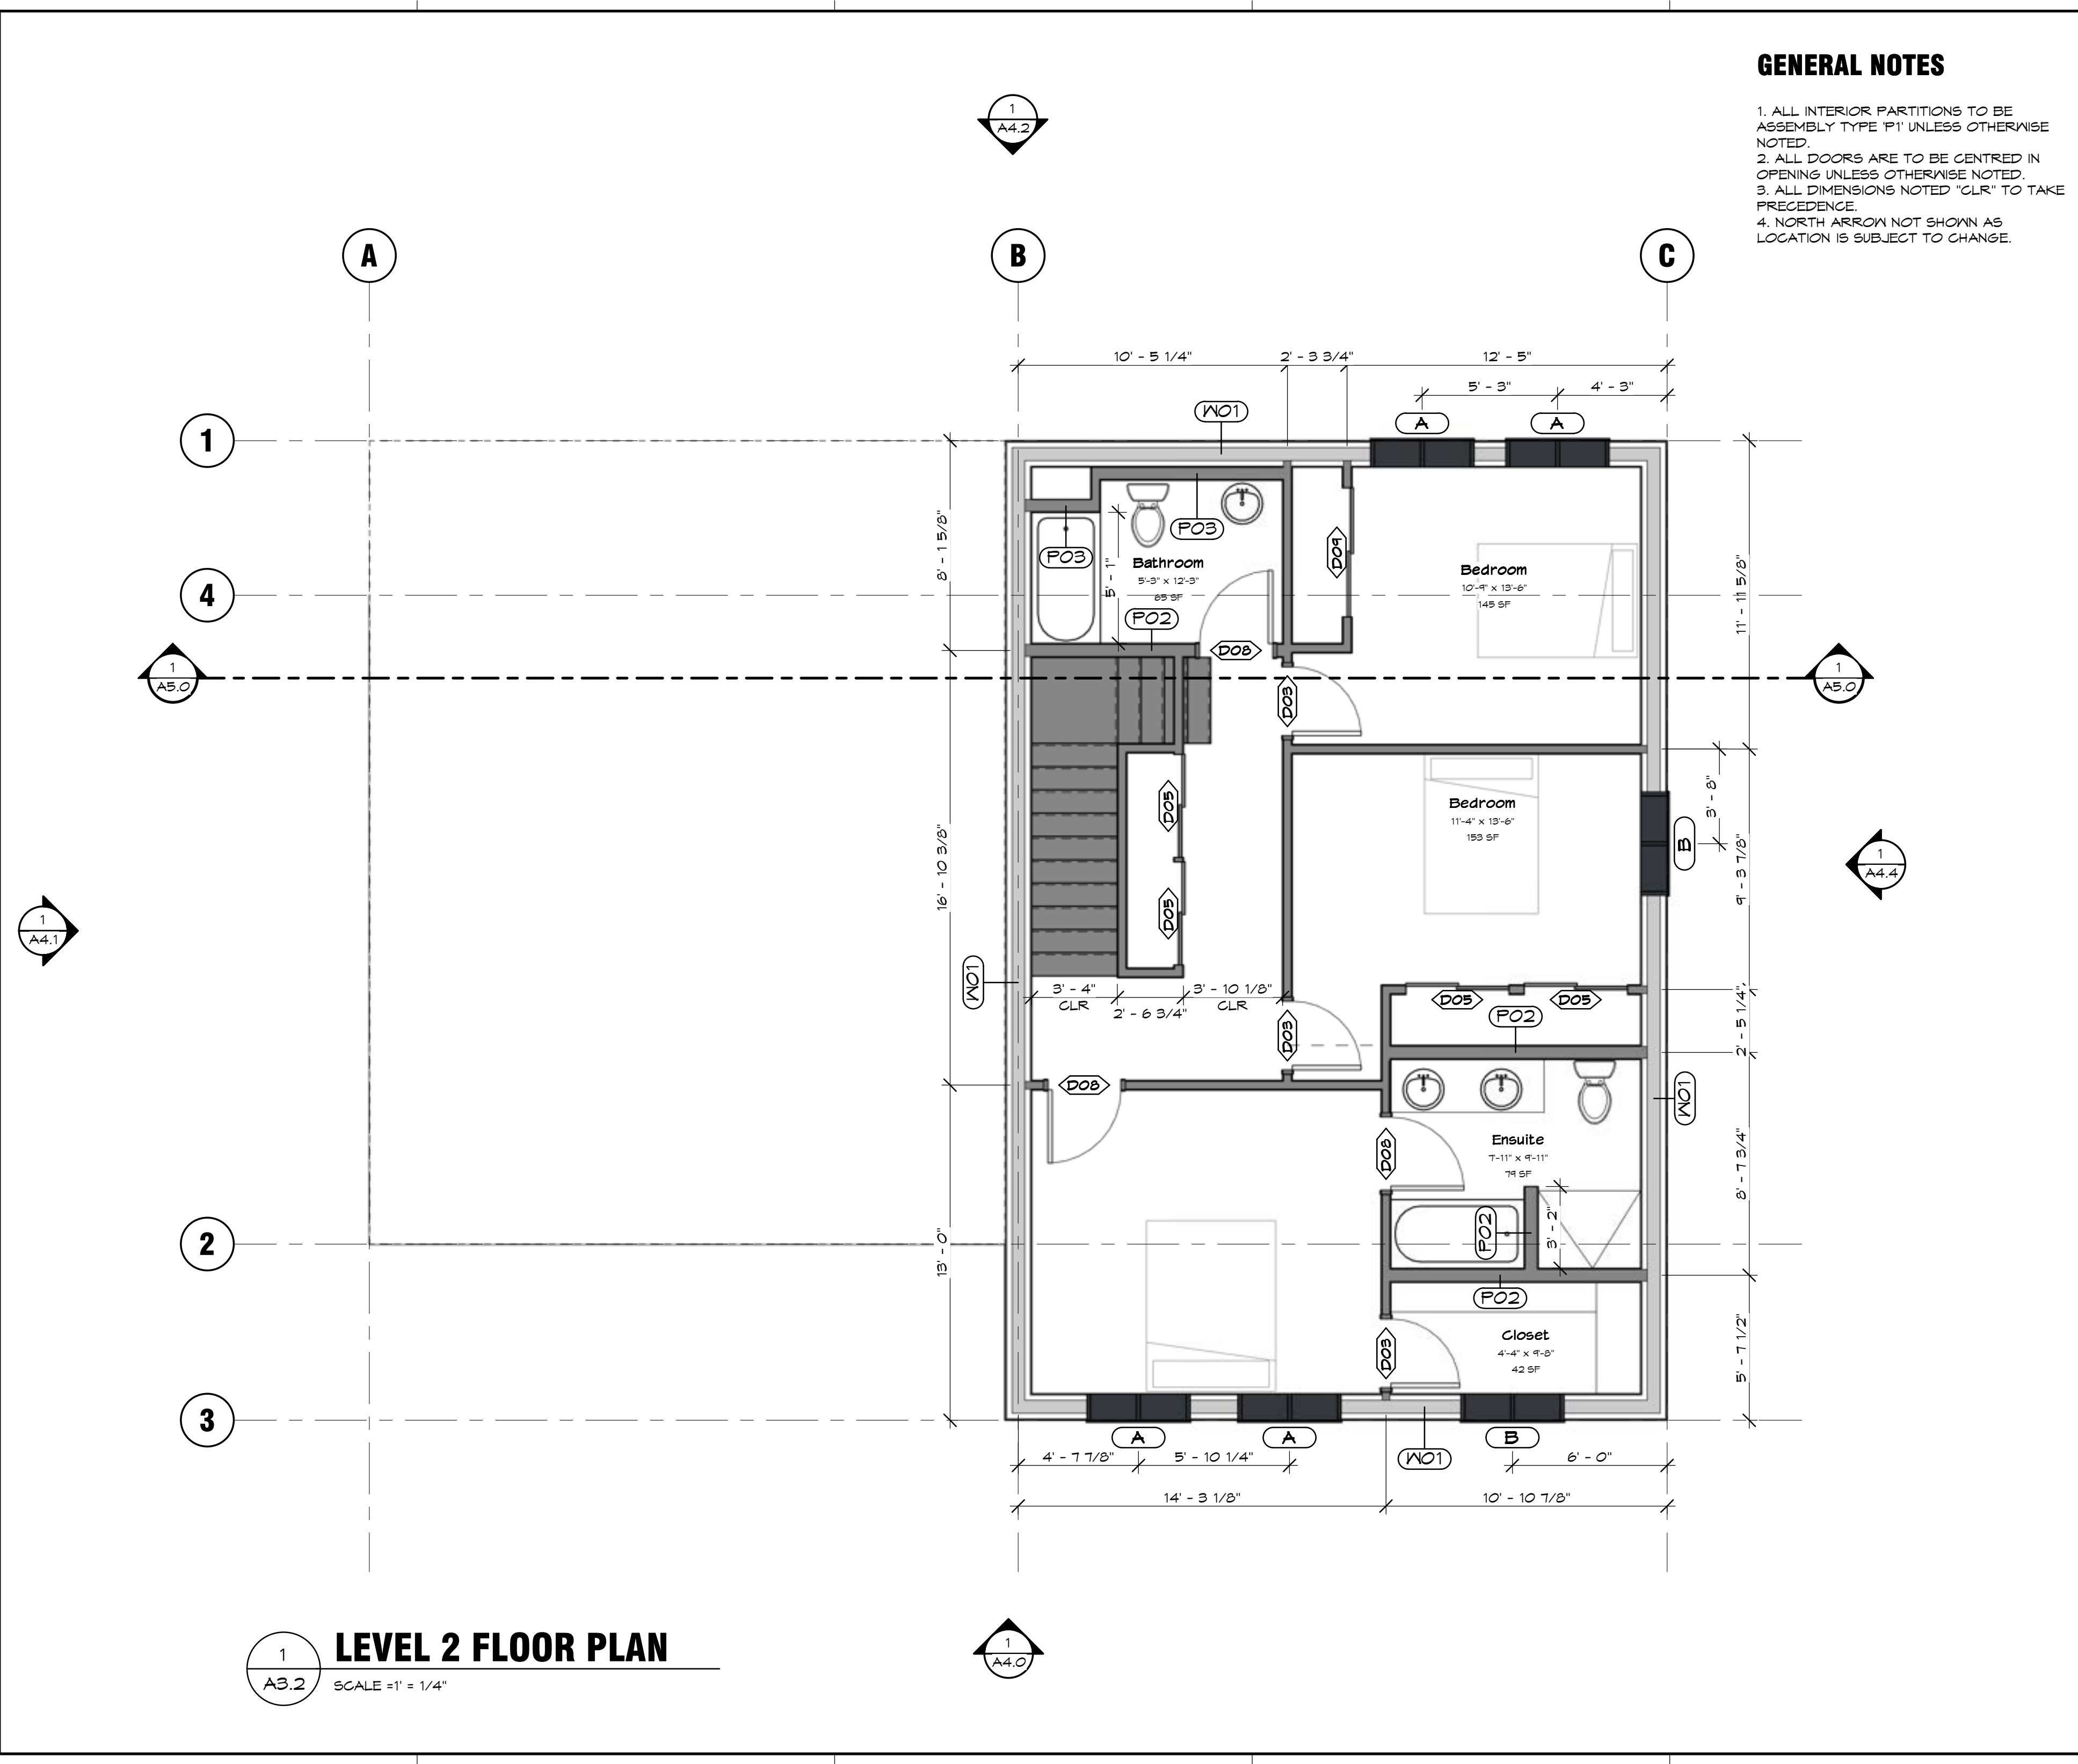 GENERAL NOTES
1. ALL INTERIOR PARTITIONS TO BE
ASSEMBLY TYPE 'P1' UNLESS OTHERWISE
NOTED.
2. ALL DOORS ARE TO BE CENTRED IN
OPENING UNLESS OTHERWISE NOTED.
3. ALL DIMENSIONS NOTED "CLR" TO TAKE
PRECEDENCE.
4. NORTH ARROW NOT SHOWN AS
LOCATION IS SUBJECT TO CHANGE.
1
A4.2
A
B
C
10' - 5 1/4"
2' - 3 3/4"
12' - 5"
5' - 3"
4' - 3"
W01
A
A
1
4
2
3
8' - 1 5/8"
16' - 10 3/8"
13' - 0"
P03
P03
5' - 1"
Bathroom
5'-3" x 12'-3"
65 SF
P02
D08
D09
Bedroom
10'-9" x 13'-6"
145 SF
11' - 11 5/8"
1
A5.0
1
A5.0
D03
D05
D05
Bedroom
11'-4" x 13'-6"
153 SF
3' - 8"
B
9' - 3 7/8"
1
A4.4
1
A4.1
W01
3' - 4"
CLR
2' - 6 3/4"
3' - 10 1/8"
CLR
D05
D05
P02
2' - 5 1/4"
D03
D08
W01
Ensuite
7'-11" x 9'-11"
79 SF
D08
8' - 7 3/4"
P02
3' - 2"
P02
Closet
4'-4" x 9'-8"
42 SF
D03
5' - 7 1/2"
A
A
B
W01
4' - 7 7/8"
5' - 10 1/4"
6' - 0"
14' - 3 1/8"
10' - 10 7/8"
1
A3.2
LEVEL 2 FLOOR PLAN
SCALE =1' = 1/4"
1
A4.0